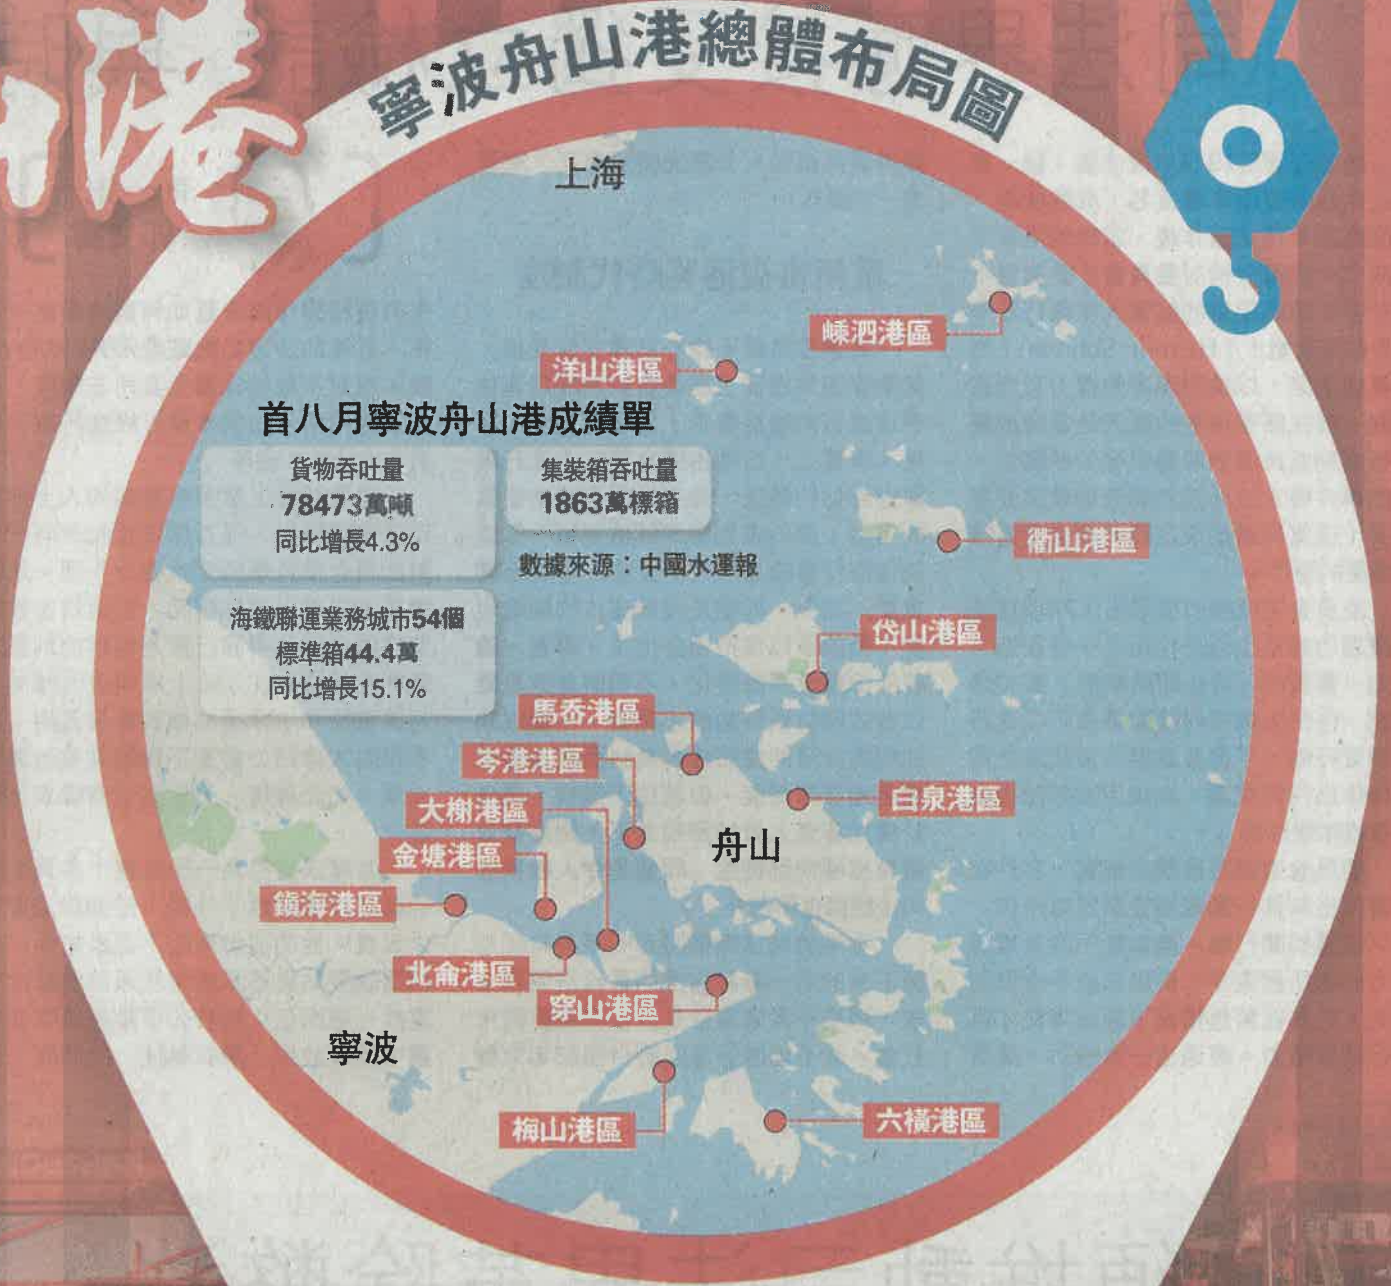 港
寧波舟山港總體布局圖
上海
嵊泗港區
洋山港區
首八月寧波舟山港成績單
貨物吞吐量
78473萬噸
同比增長4.3%
集裝箱吞吐量
1863萬標箱
數據來源：中國水運報
海鐵聯運業務城市54個
標準箱44.4萬
同比增長15.1%
衢山港區
岱山港區
馬岙港區
岑港港區
大榭港區
金塘港區
鎮海港區
白泉港區
舟山
北侖港區
穿山港區
寧波
梅山港區
六橫港區